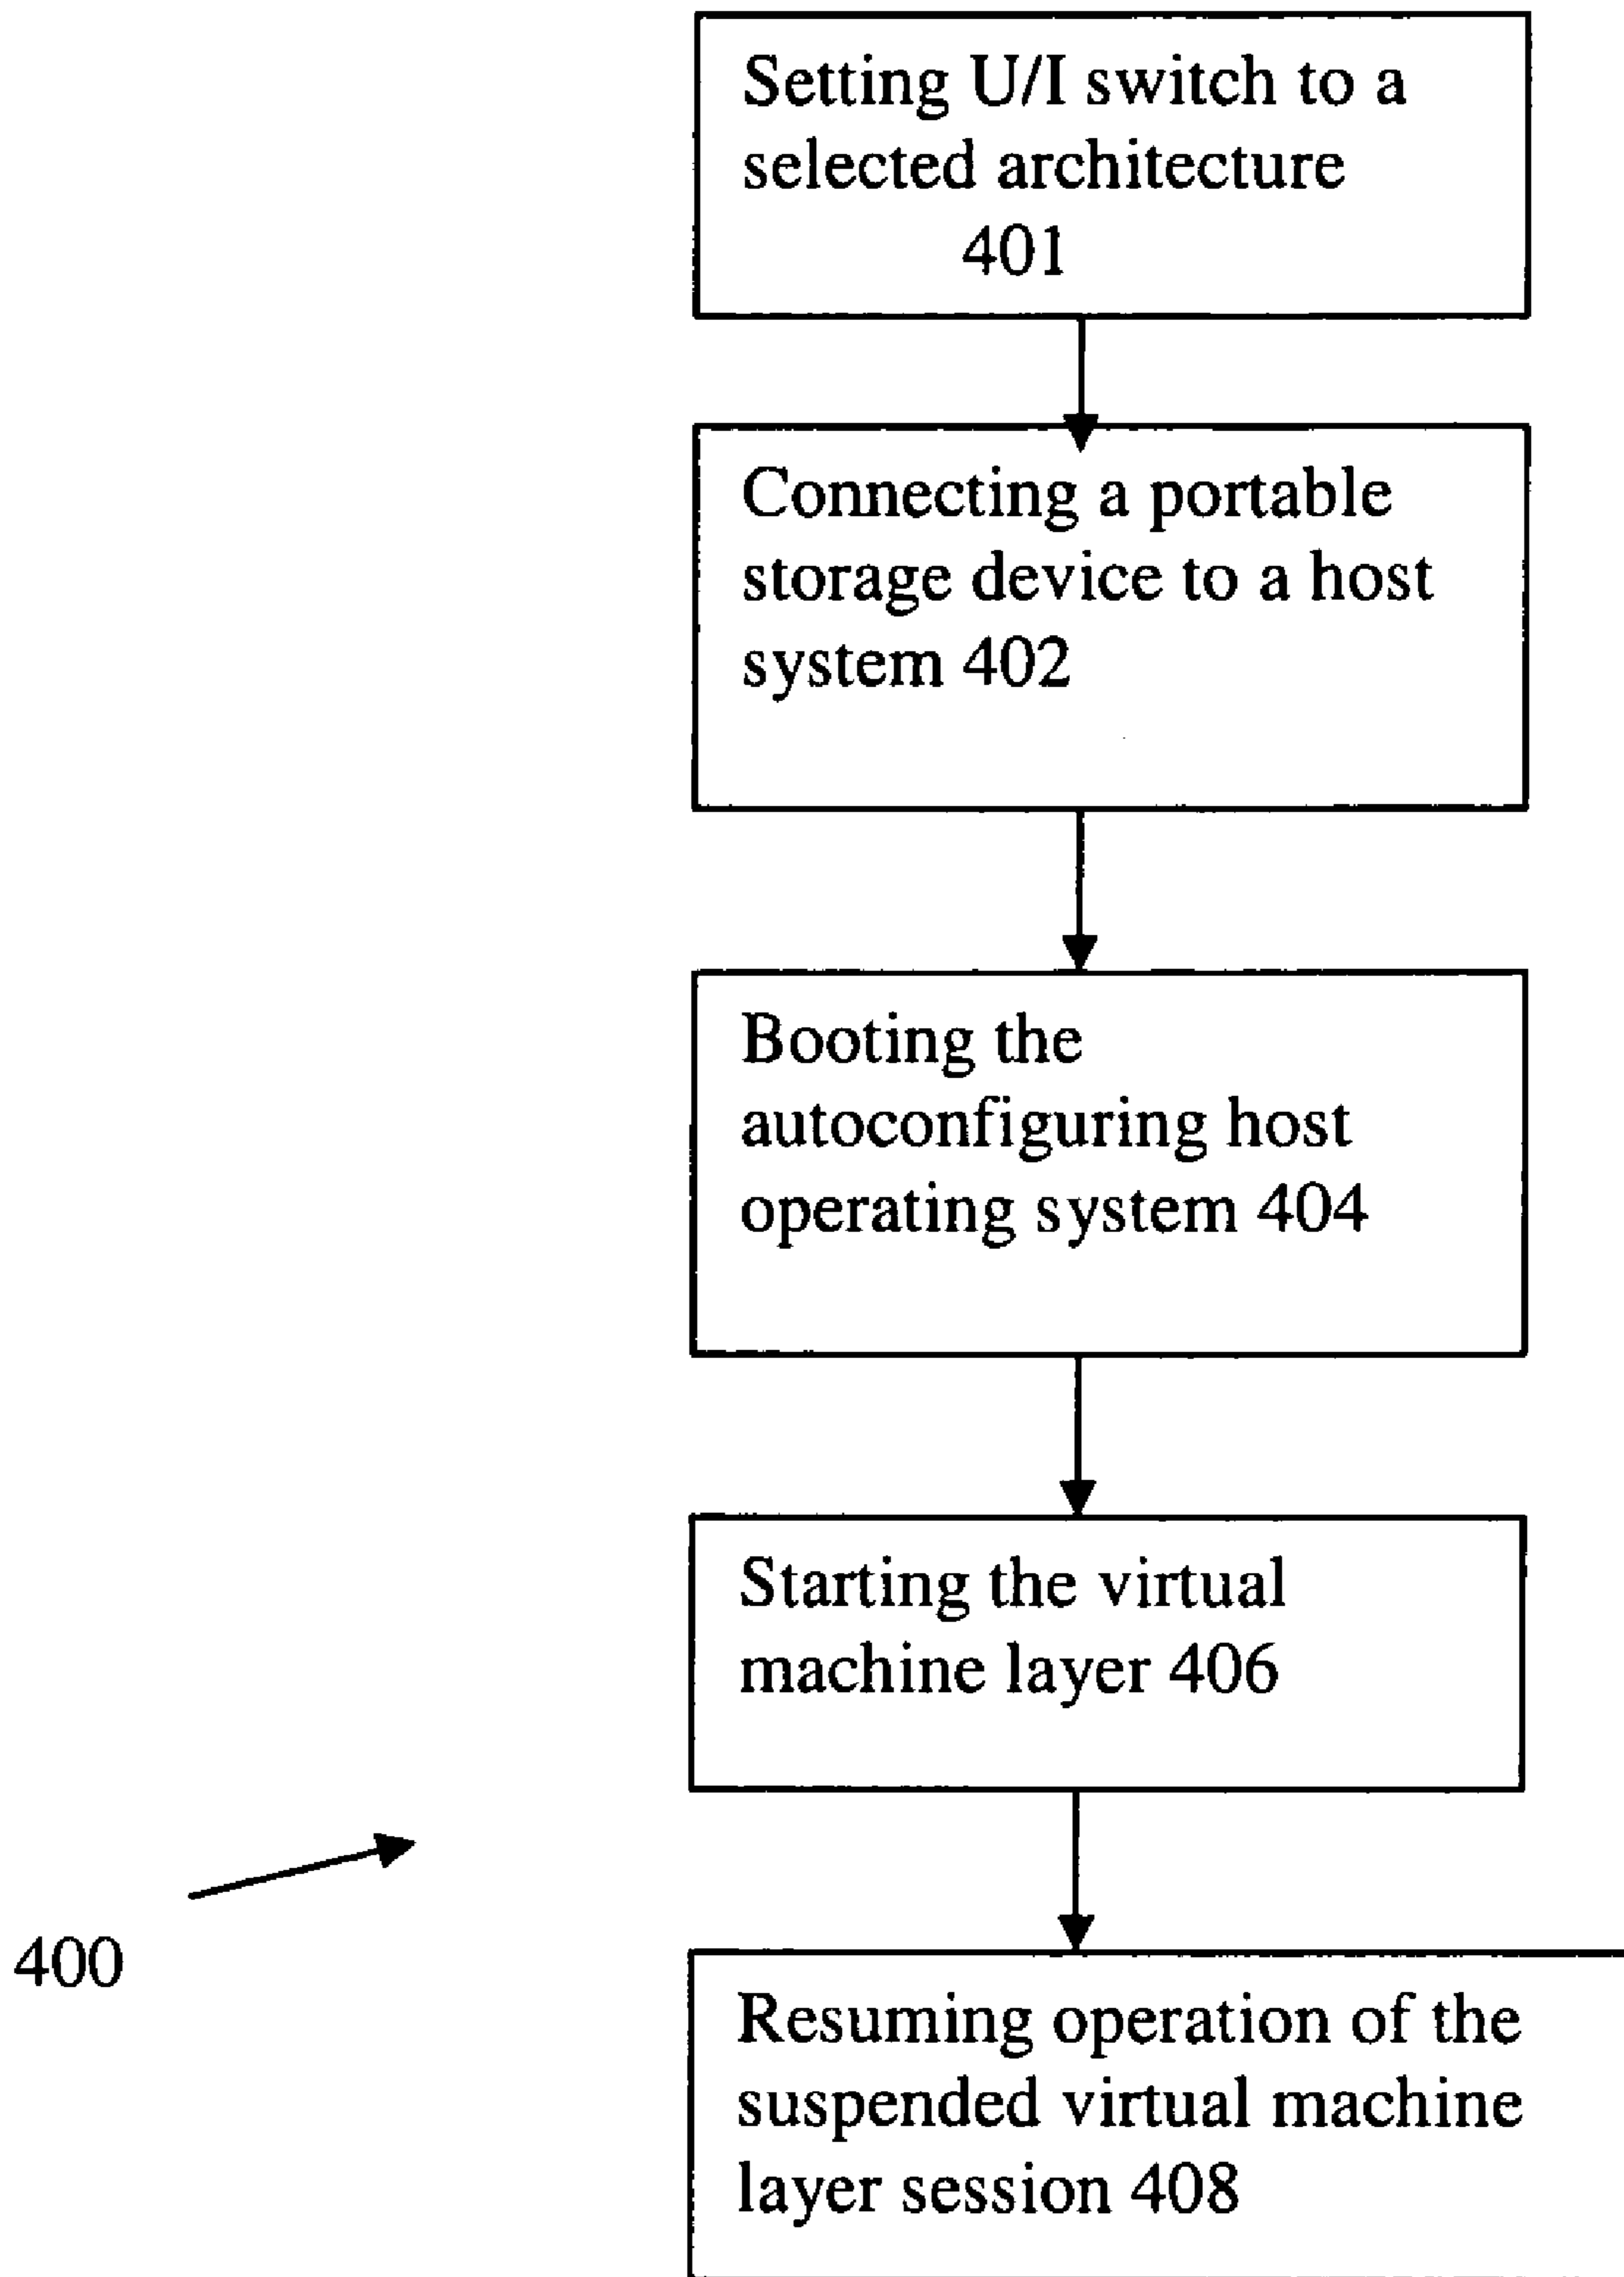 Setting U/I switch to a
selected architecture
401
Connecting a portable
storage device to a host
system 402
Booting the
autoconfiguring host
operating system 404
Starting the virtual
machine layer 406
400
Resuming operation of the
suspended virtual machine
layer session 408